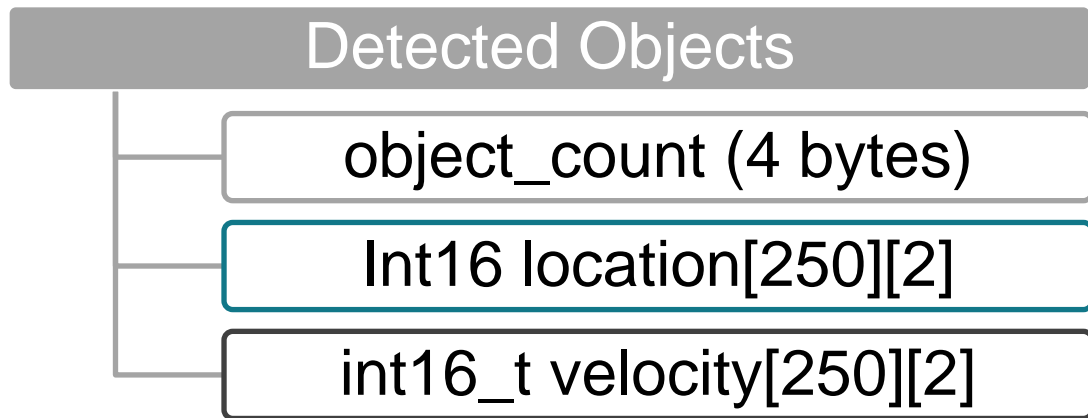 Detected Objects
object_count (4 bytes)
Int16 location[250][2]
int16_t velocity[250][2]